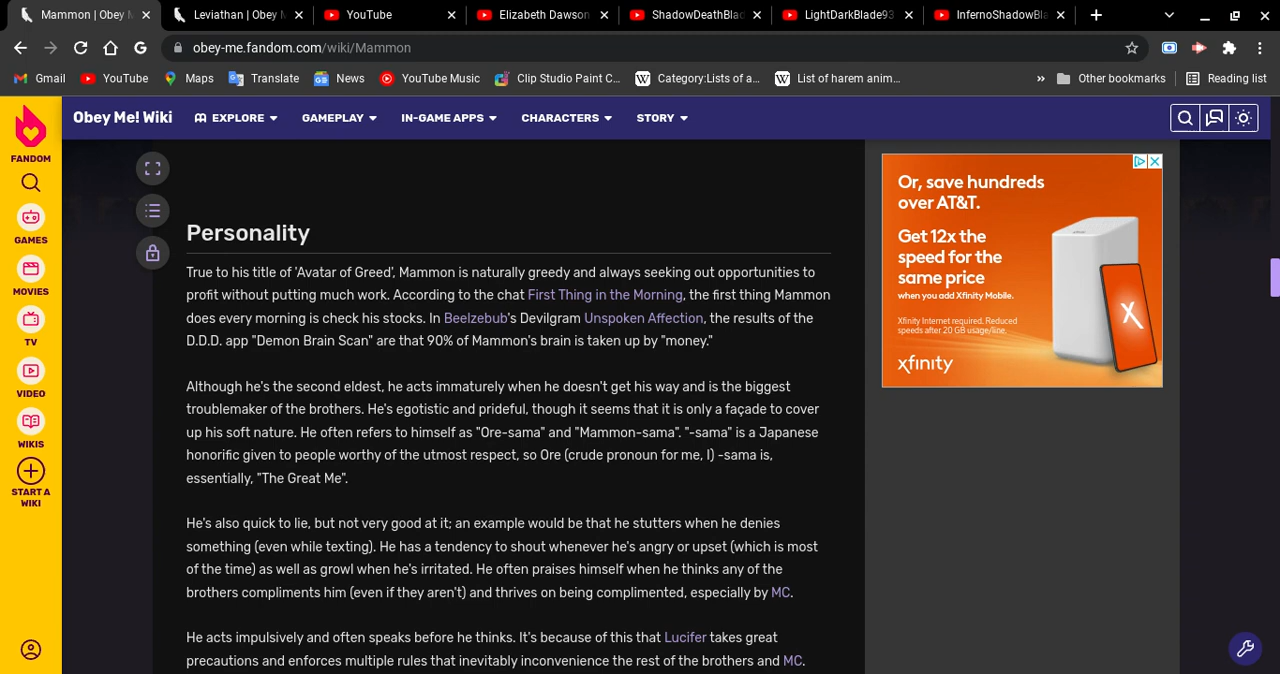 Mammon | Obey M
Leviathan | Obey M
YouTube
Elizabeth Dawson
ShadowDeathBlad
LightDarkBlade93
InfernoShadowBla
obey-me.fandom.com/wiki/Mammon
Gmail
YouTube
Maps
Translate
News
YouTube Music
Clip Studio Paint C...
Category:Lists of a...
List of harem anim...
»
Other bookmarks
Reading list
FANDOM
GAMES
MOVIES
TV
VIDEO
WIKIS
START A
WIKI
Obey Me! Wiki
EXPLORE
GAMEPLAY
IN-GAME APPS
CHARACTERS
STORY
Personality
True to his title of 'Avatar of Greed', Mammon is naturally greedy and always seeking out opportunities to
profit without putting much work. According to the chat First Thing in the Morning, the first thing Mammon
does every morning is check his stocks. In Beelzebub's Devilgram Unspoken Affection, the results of the
D.D.D. app "Demon Brain Scan" are that 90% of Mammon's brain is taken up by "money."
Although he's the second eldest, he acts immaturely when he doesn't get his way and is the biggest
troublemaker of the brothers. He's egotistic and prideful, though it seems that it is only a façade to cover
up his soft nature. He often refers to himself as "Ore-sama" and "Mammon-sama". "-sama" is a Japanese
honorific given to people worthy of the utmost respect, so Ore (crude pronoun for me, I) -sama is,
essentially, "The Great Me".
He's also quick to lie, but not very good at it; an example would be that he stutters when he denies
something (even while texting). He has a tendency to shout whenever he's angry or upset (which is most
of the time) as well as growl when he's irritated. He often praises himself when he thinks any of the
brothers compliments him (even if they aren't) and thrives on being complimented, especially by MC.
He acts impulsively and often speaks before he thinks. It's because of this that Lucifer takes great
precautions and enforces multiple rules that inevitably inconvenience the rest of the brothers and MC.
Or, save hundreds
over AT&T.
Get 12x the
speed for the
same price
when you add Xfinity Mobile.
Xfinity Internet required. Reduced
speeds after 20 GB usage/line.
xfinity
X